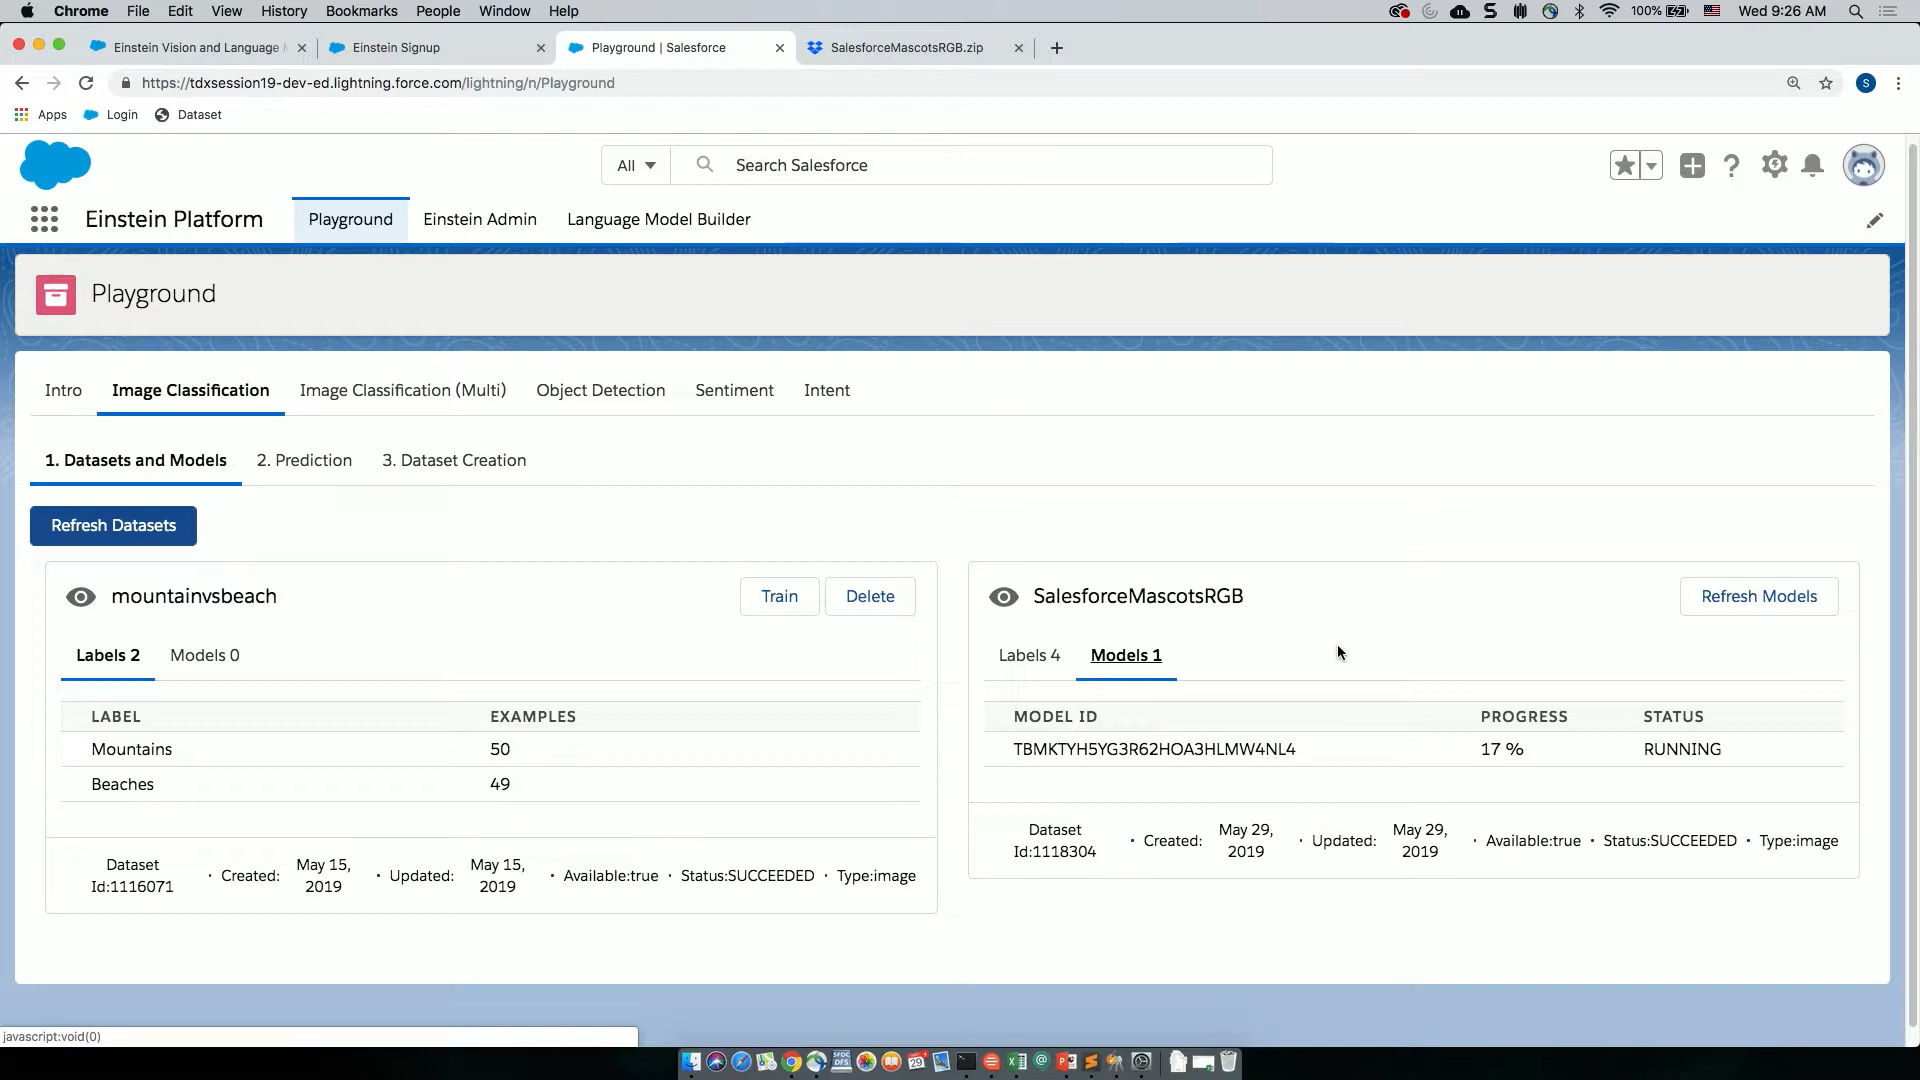 Chrome File Edit View History Bookmarks People Window Help 100% Wed 9:26 AM
Einstein Vision and Language Einstein Signup Playground | Salesforce SalesforceMascotsRGB.zip
https://tdxsession19-dev-ed.lightning.force.com/lightning/n/Playground S
Apps Login Dataset
All Search Salesforce
Einstein Platform Playground Einstein Admin Language Model Builder
Playground
Intro Image Classification Image Classification (Multi) Object Detection Sentiment Intent
1. Datasets and Models 2. Prediction 3. Dataset Creation
Refresh Datasets
mountainvsbeach Train Delete
Labels 2 Models 0
LABEL EXAMPLES
Mountains 50
Beaches 49
Dataset Id:1116071 · Created: May 15, 2019 · Updated: May 15, 2019 · Available:true · Status:SUCCEEDED · Type:image
SalesforceMascotsRGB Refresh Models
Labels 4 Models 1
MODEL ID PROGRESS STATUS
TBMKTYH5YG3R62HOA3HLMW4NL4 17 % RUNNING
Dataset Id:1118304 · Created: May 29, 2019 · Updated: May 29, 2019 · Available:true · Status:SUCCEEDED · Type:image
javascript:void(0)
SFDC
DFS
29